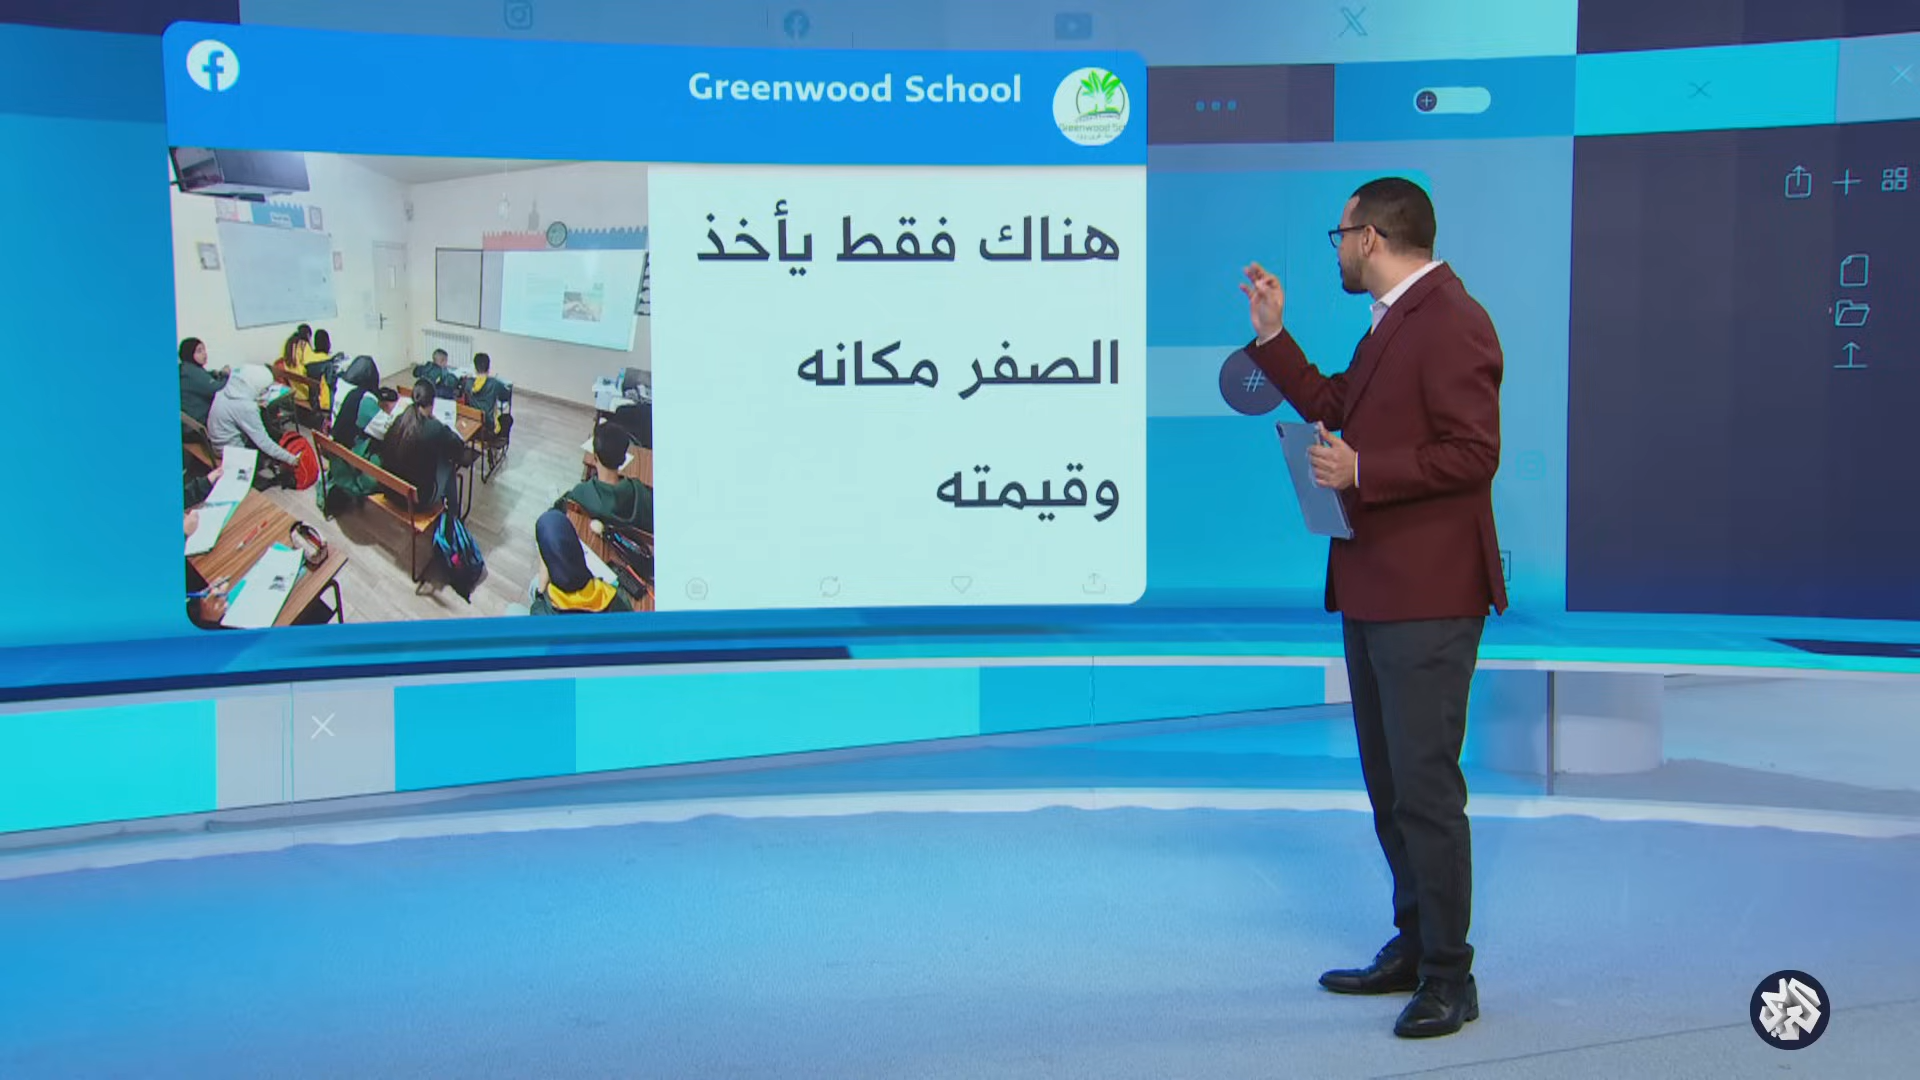 Greenwood School
هناك فقط يأخذ
الصفر مكانه
وقيمته
#